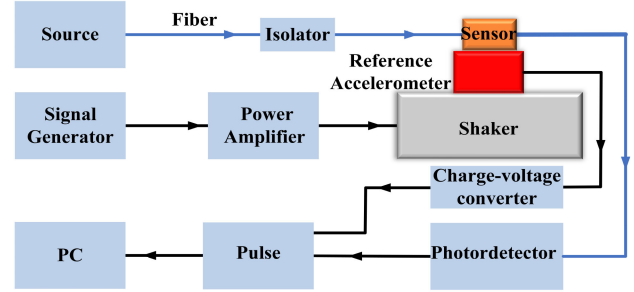 Source
Fiber
Isolator
Sensor
Reference
Accelerometer
Signal
Generator
Power
Amplifier
Shaker
Charge-voltage
converter
PC
Pulse
Photordetector